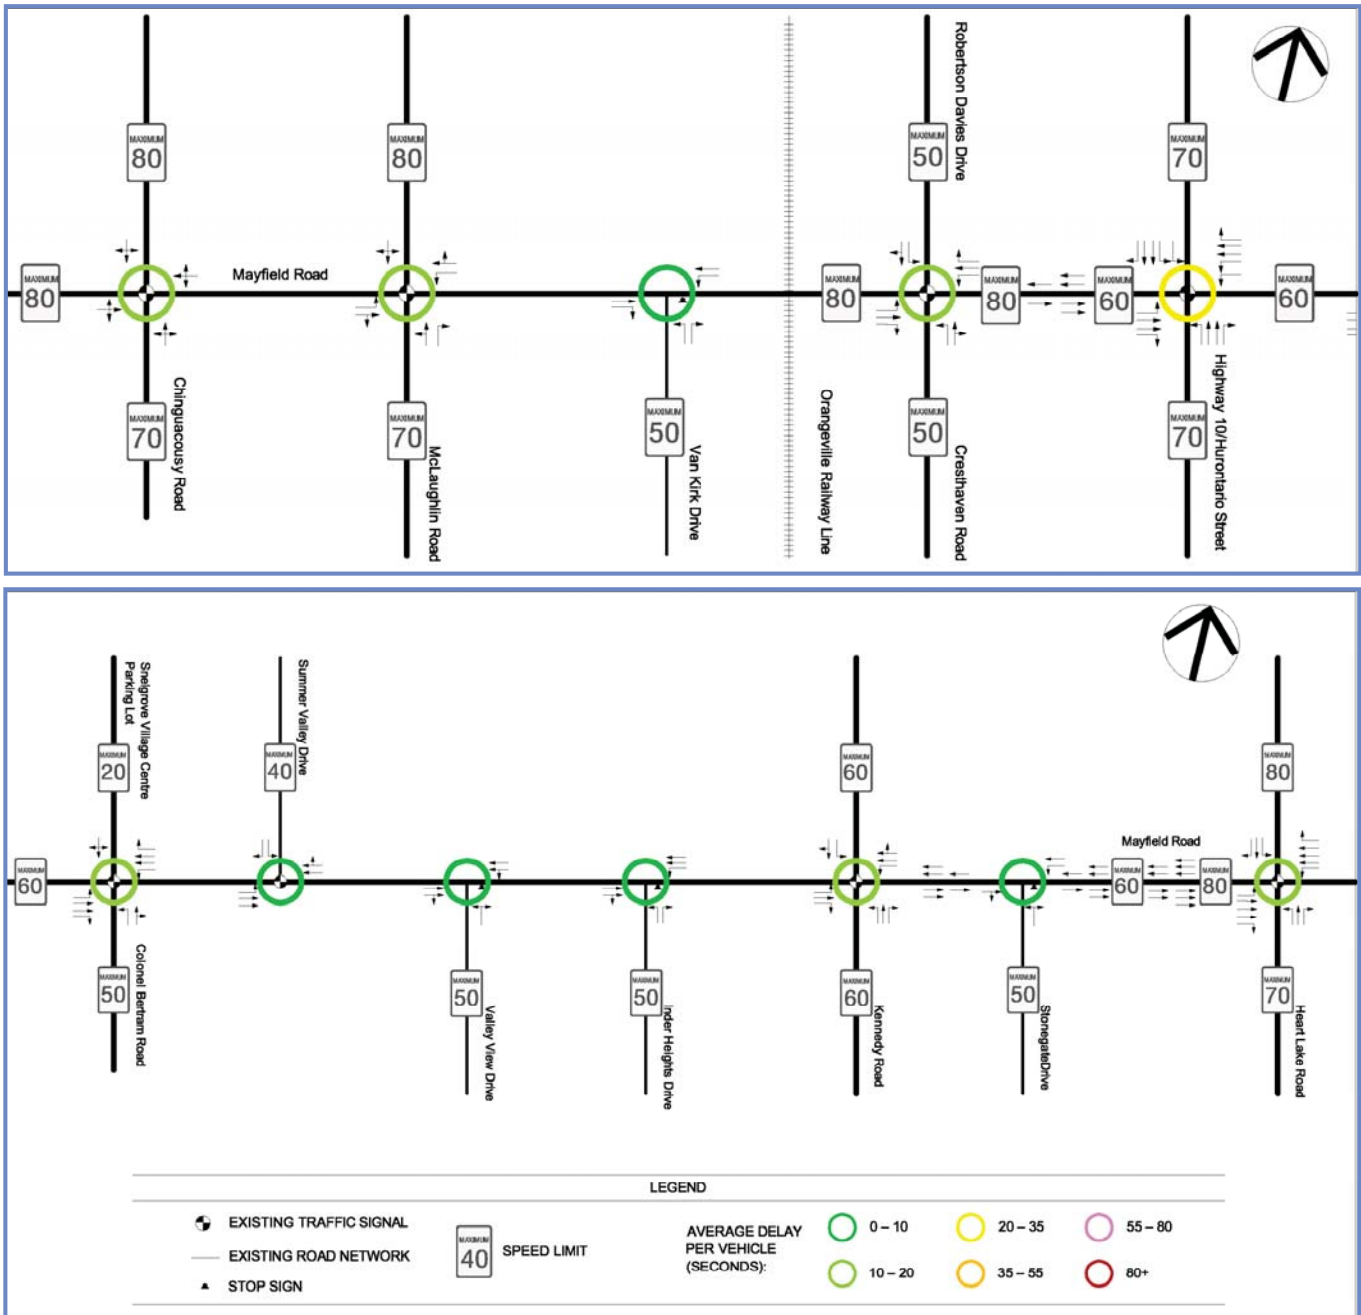 Robertson Davies Drive
MAXIMUM
80
MAXIMUM
80
MAXIMUM
50
MAXIMUM
70
Mayfield Road
MAXIMUM
80
MAXIMUM
80
MAXIMUM
80
MAXIMUM
60
MAXIMUM
60
Chinguacousy Road
MAXIMUM
70
McLaughlin Road
MAXIMUM
70
Van Kirk Drive
MAXIMUM
50
Orangeville Railway Line
Cresthaven Road
MAXIMUM
50
Highway 10/Hurontario Street
MAXIMUM
70
Snelgrove Village Centre
Parking Lot
Summer Valley Drive
MAXIMUM
20
MAXIMUM
40
MAXIMUM
60
MAXIMUM
80
Mayfield Road
MAXIMUM
60
MAXIMUM
60
MAXIMUM
80
Colonel Bertram Road
MAXIMUM
50
Valley View Drive
MAXIMUM
50
Inder Heights Drive
MAXIMUM
50
Kennedy Road
MAXIMUM
60
StonegateDrive
MAXIMUM
50
Heart Lake Road
MAXIMUM
70
LEGEND
EXISTING TRAFFIC SIGNAL
EXISTING ROAD NETWORK
STOP SIGN
MAXIMUM
40
SPEED LIMIT
AVERAGE DELAY
PER VEHICLE
(SECONDS):
0 – 10
20 – 35
55 – 80
10 – 20
35 – 55
80+